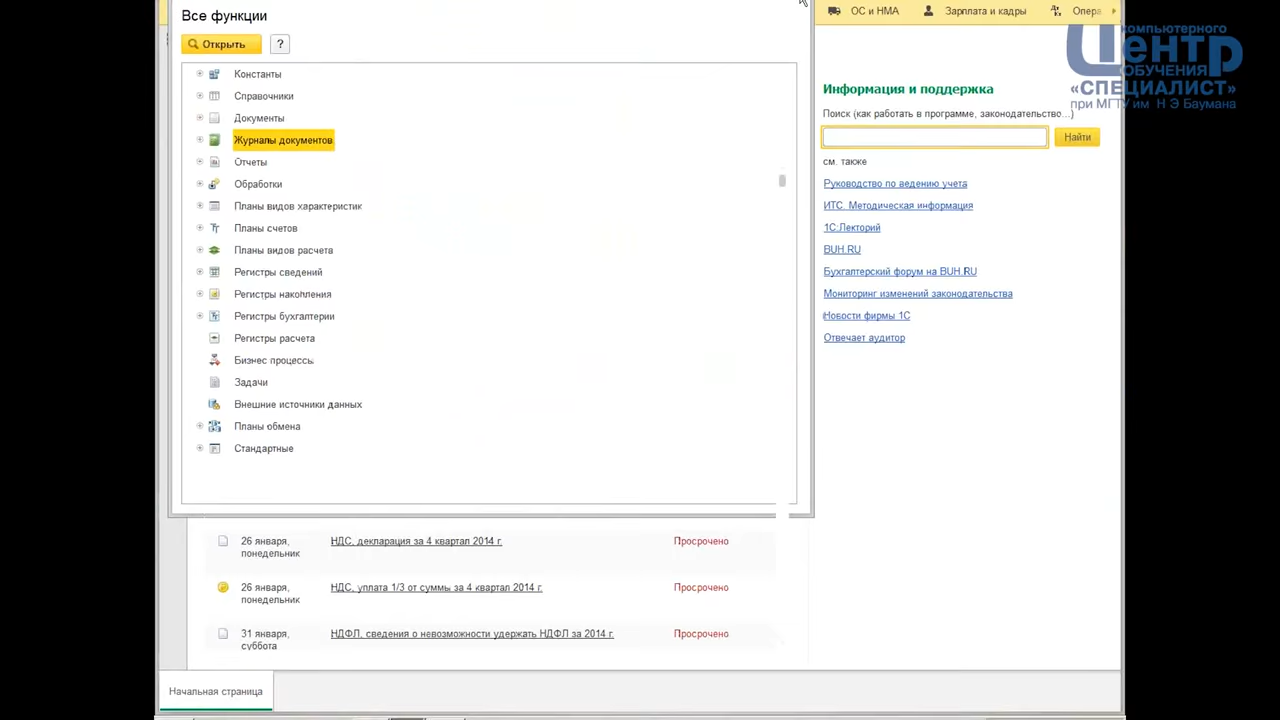 Все функции
Открыть
?
Константы
Справочники
Документы
Журналы документов
Отчеты
Обработки
Планы видов характеристик
Планы счетов
Планы видов расчета
Регистры сведений
Регистры накопления
Регистры бухгалтерии
Регистры расчета
Бизнес процессы
Задачи
Внешние источники данных
Планы обмена
Стандартные
26 января, понедельник
НДС, декларация за 4 квартал 2014 г.
Просрочено
26 января, понедельник
НДС, уплата 1/3 от суммы за 4 квартал 2014 г.
Просрочено
31 января, суббота
НДФЛ, сведения о невозможности удержать НДФЛ за 2014 г.
Просрочено
Начальная страница
ОС и НМА
Зарплата и кадры
Опера
компьютерного
Центр
ОБУЧЕНИЯ
«СПЕЦИАЛИСТ»
при МГТУ им Н Э Баумана
Информация и поддержка
Поиск (как работать в программе, законодательство...)
Найти
см. также
Руководство по ведению учета
ИТС. Методическая информация
1С:Лекторий
BUH.RU
Бухгалтерский форум на BUH.RU
Мониторинг изменений законодательства
Новости фирмы 1С
Отвечает аудитор